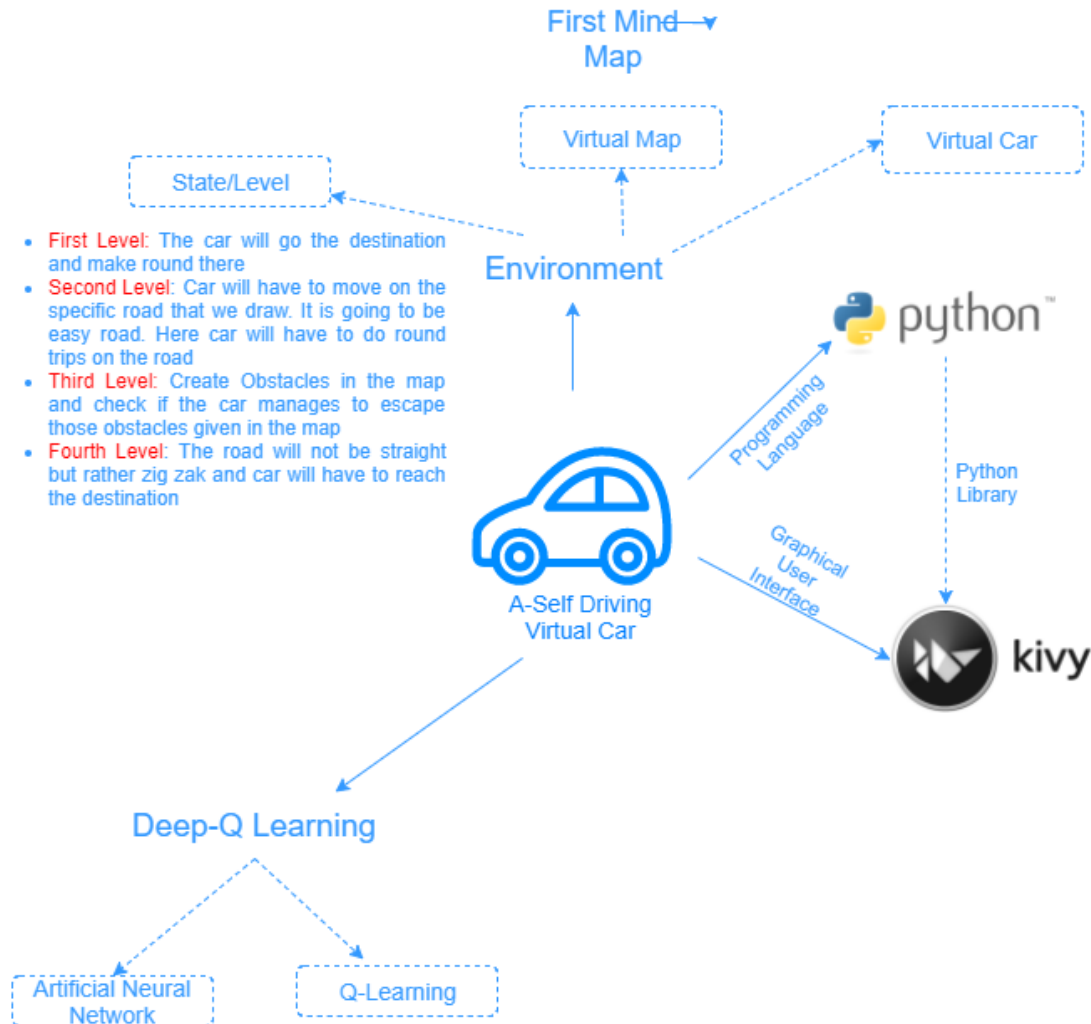 First Mind
Map
Virtual Map
Virtual Car
State/Level
• First Level: The car will go the destination
and make round there
• Second Level: Car will have to move on the
specific road that we draw. It is going to be
easy road. Here car will have to do round
trips on the road
• Third Level: Create Obstacles in the map
and check if the car manages to escape
those obstacles given in the map
• Fourth Level: The road will not be straight
but rather zig zak and car will have to reach
the destination
Environment
python™
Programming
Language
Python
Library
Graphical
User
Interface
A-Self Driving
Virtual Car
kivy
Deep-Q Learning
Artificial Neural
Network
Q-Learning